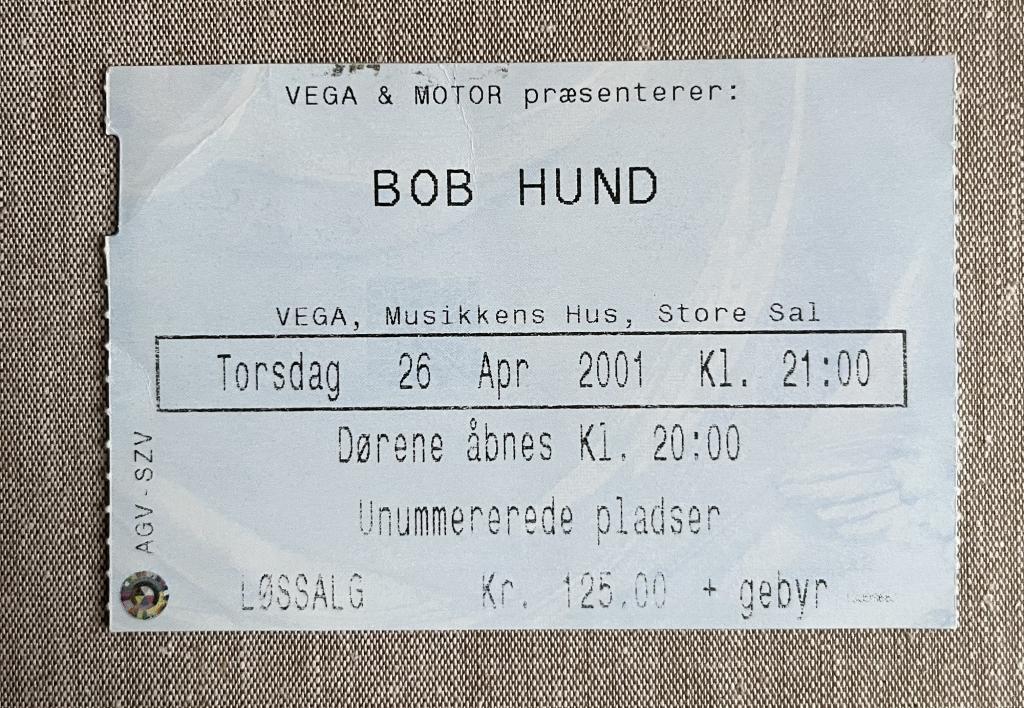 VEGA & MOTOR præsenterer:
BOB HUND
VEGA, Musikkens Hus, Store Sal
Torsdag 26 Apr 2001 Kl. 21:00
Dørene åbnes Kl. 20:00
Unummererede pladser
LØSSALG Kr. 125.00 + gebyr
AGV-SZV